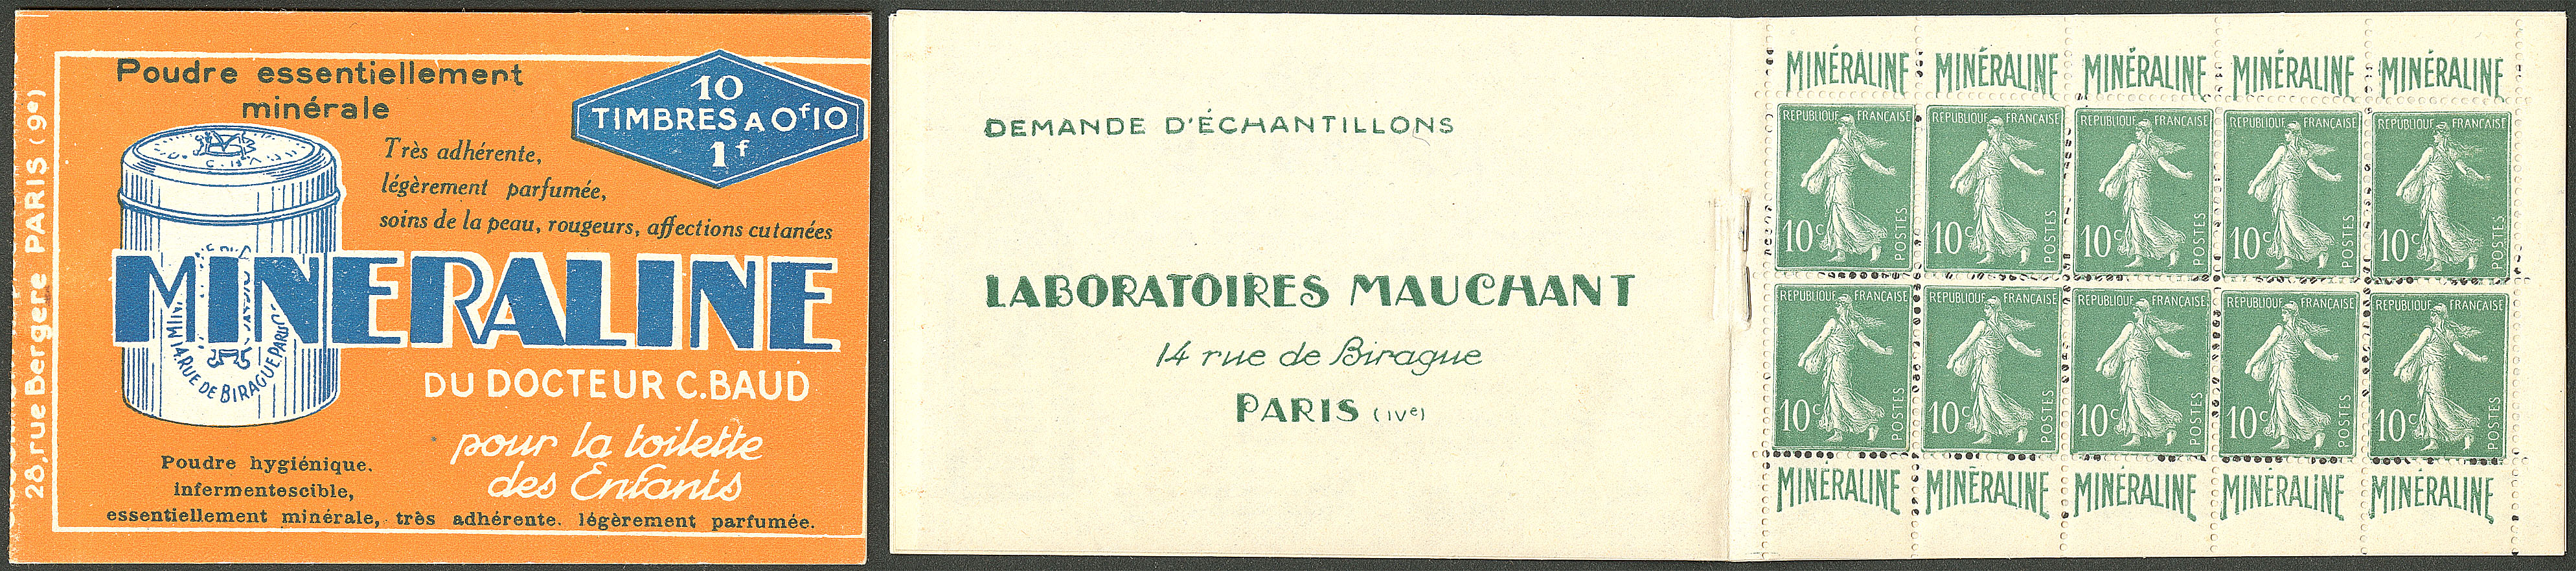 28, rue Bergère PARIS (9e)
Poudre essentiellement
minérale
10
TIMBRES A 0f10
1f
Très adhérente,
légèrement parfumée,
soins de la peau, rougeurs, affections cutanées
MINERALINE
14. RUE DE BIRAGUE PARIS
DU DOCTEUR C. BAUD
pour la toilette
des Enfants
Poudre hygiénique.
infermentescible,
essentiellement minérale, très adhérente. légèrement parfumée.
DEMANDE D'ÉCHANTILLONS
LABORATOIRES MAUCHANT
14 rue de Birague
PARIS (IVe)
MINÉRALINE MINÉRALINE MINÉRALINE MINÉRALINE MINÉRALINE
REPUBLIQUE FRANÇAISE REPUBLIQUE FRANÇAISE REPUBLIQUE FRANÇAISE REPUBLIQUE FRANÇAISE REPUBLIQUE FRANÇAISE
10c POSTES 10c POSTES 10c POSTES 10c POSTES 10c POSTES
REPUBLIQUE FRANÇAISE REPUBLIQUE FRANÇAISE REPUBLIQUE FRANÇAISE REPUBLIQUE FRANÇAISE REPUBLIQUE FRANÇAISE
10c POSTES 10c POSTES 10c POSTES 10c POSTES 10c POSTES
MINÉRALINE MINÉRALINE MINÉRALINE MINÉRALINE MINÉRALINE